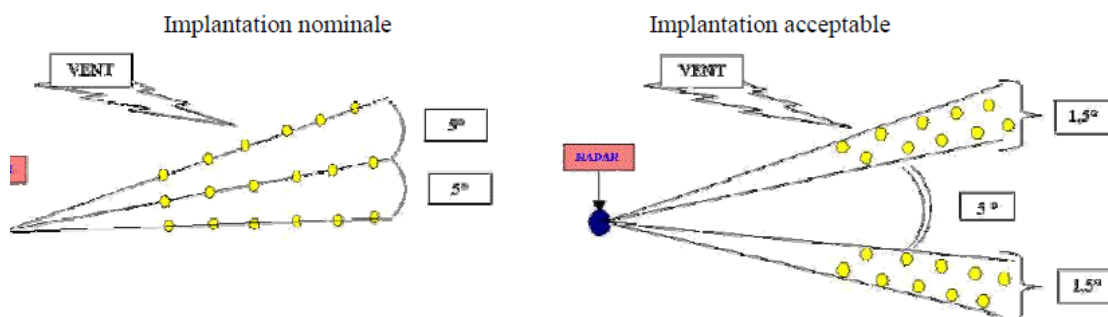 Implantation nominale
Implantation acceptable
VENT
5°
5°
VENT
RADAR
1,5°
5°
1,5°